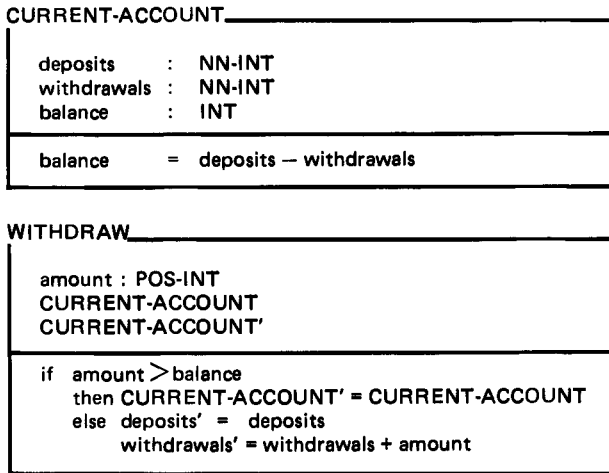 CURRENT-ACCOUNT
deposits : NN-INT
withdrawals : NN-INT
balance : INT
balance = deposits — withdrawals
WITHDRAW
amount : POS-INT
CURRENT-ACCOUNT
CURRENT-ACCOUNT'
if amount > balance
then CURRENT-ACCOUNT' = CURRENT-ACCOUNT
else deposits' = deposits
withdrawals' = withdrawals + amount